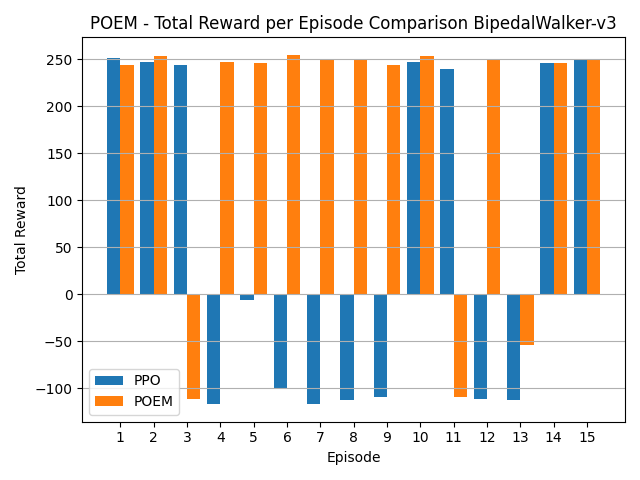 POEM - Total Reward per Episode Comparison BipedalWalker-v3
Total Reward
250
200
150
100
50
0
−50
−100
PPO
POEM
1 2 3 4 5 6 7 8 9 10 11 12 13 14 15
Episode